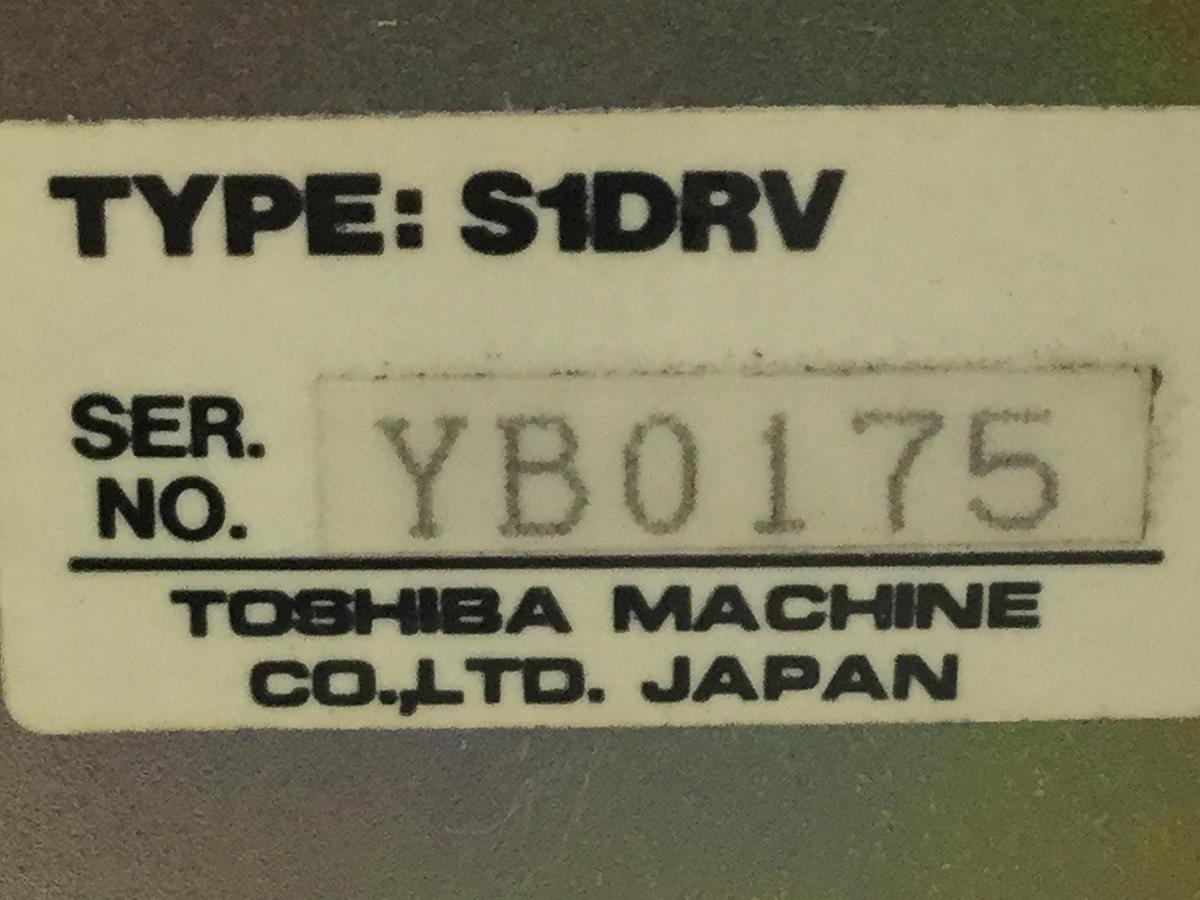 TYPE: S1DRV
SER. NO. YB0175
TOSHIBA MACHINE
CO.,LTD. JAPAN